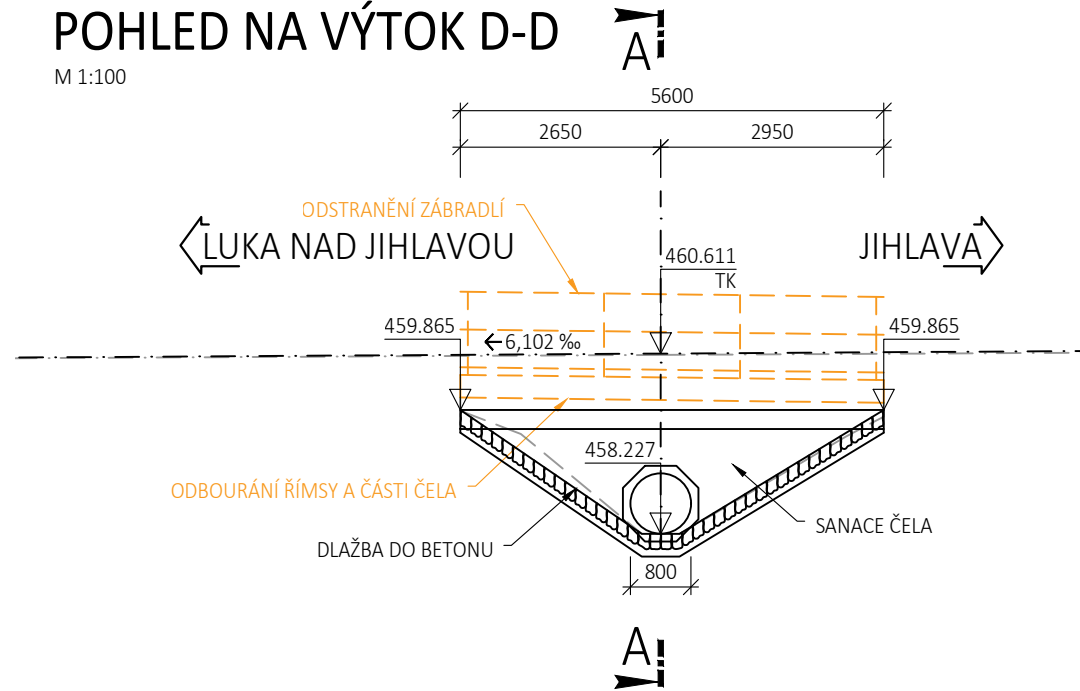 POHLED NA VÝTOK D-D
M 1:100
A
5600
2650
2950
ODSTRANĚNÍ ZÁBRADLÍ
LUKA NAD JIHLAVOU
JIHLAVA
460.611
TK
459.865
459.865
6,102 ‰
458.227
ODBOURÁNÍ ŘÍMSY A ČÁSTI ČELA
SANACE ČELA
DLAŽBA DO BETONU
800
A